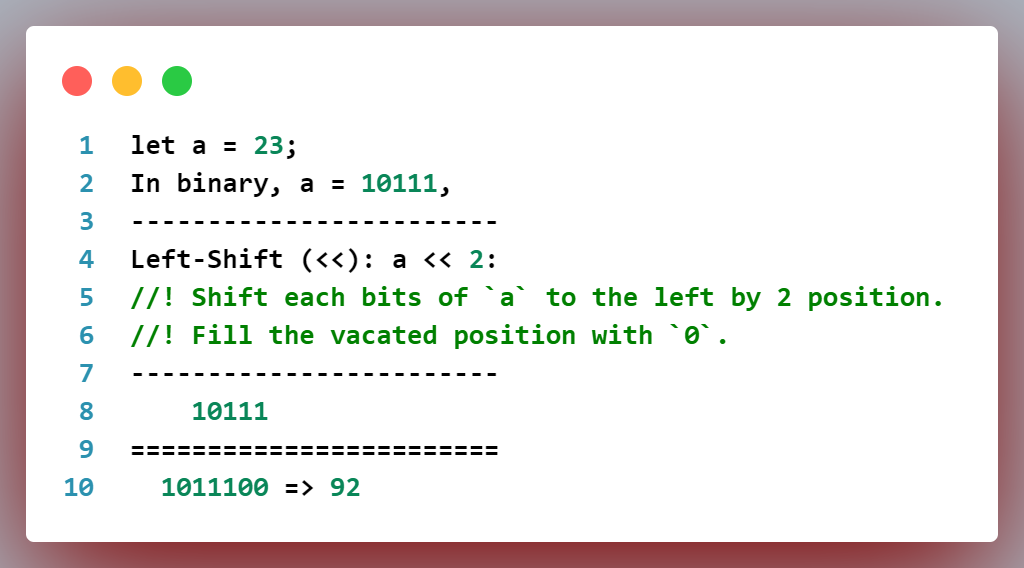 1 let a = 23;
2 In binary, a = 10111,
3 ------------------------
4 Left-Shift (<<): a << 2:
5 //! Shift each bits of `a` to the left by 2 position.
6 //! Fill the vacated position with `0`.
7 ------------------------
8     10111
9 ========================
10   1011100 => 92